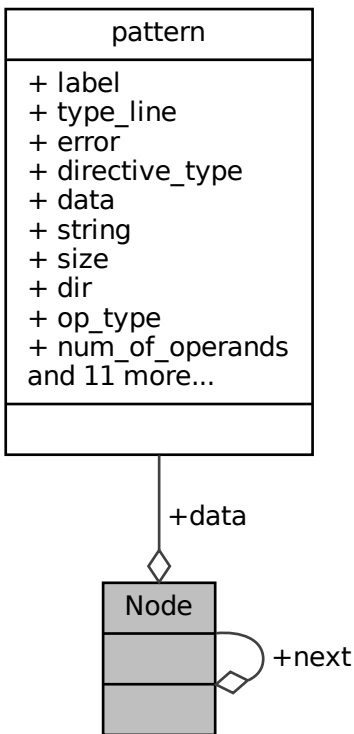 pattern
+ label
+ type_line
+ error
+ directive_type
+ data
+ string
+ size
+ dir
+ op_type
+ num_of_operands
and 11 more...
+data
Node
+next